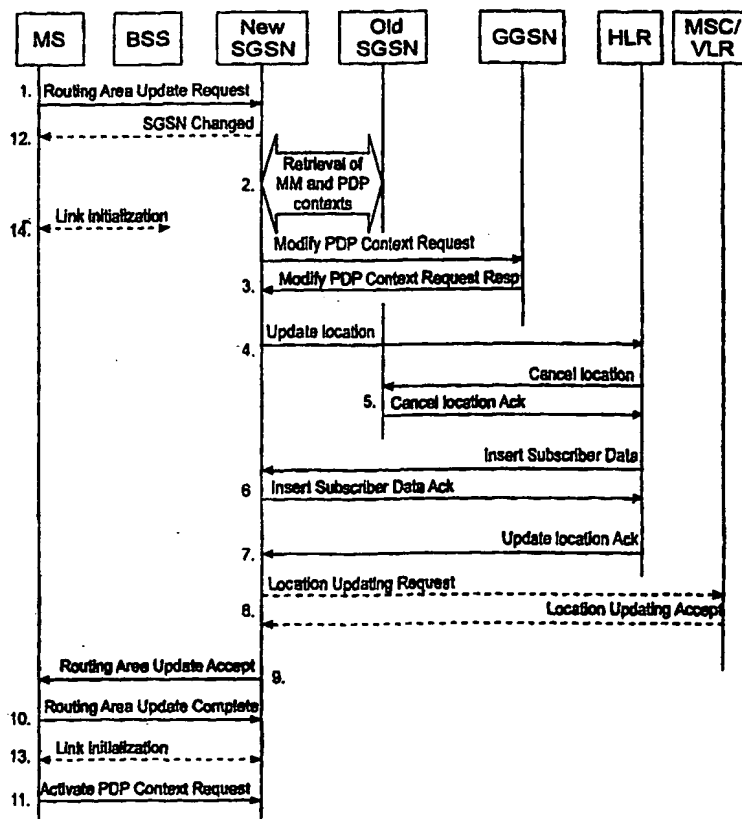 MS
BSS
New
SGSN
Old
SGSN
GGSN
HLR
MSC/
VLR
1. Routing Area Update Request
12. SGSN Changed
2. Retrieval of
MM and PDP
contexts
14. Link Initialization
Modify PDP Context Request
3. Modify PDP Context Request Resp
4. Update location
Cancel location
5. Cancel location Ack
Insert Subscriber Data
6 Insert Subscriber Data Ack
7. Update location Ack
Location Updating Request
8. Location Updating Accept
Routing Area Update Accept 9.
10. Routing Area Update Complete
13. Link Initialization
11. Activate PDP Context Request